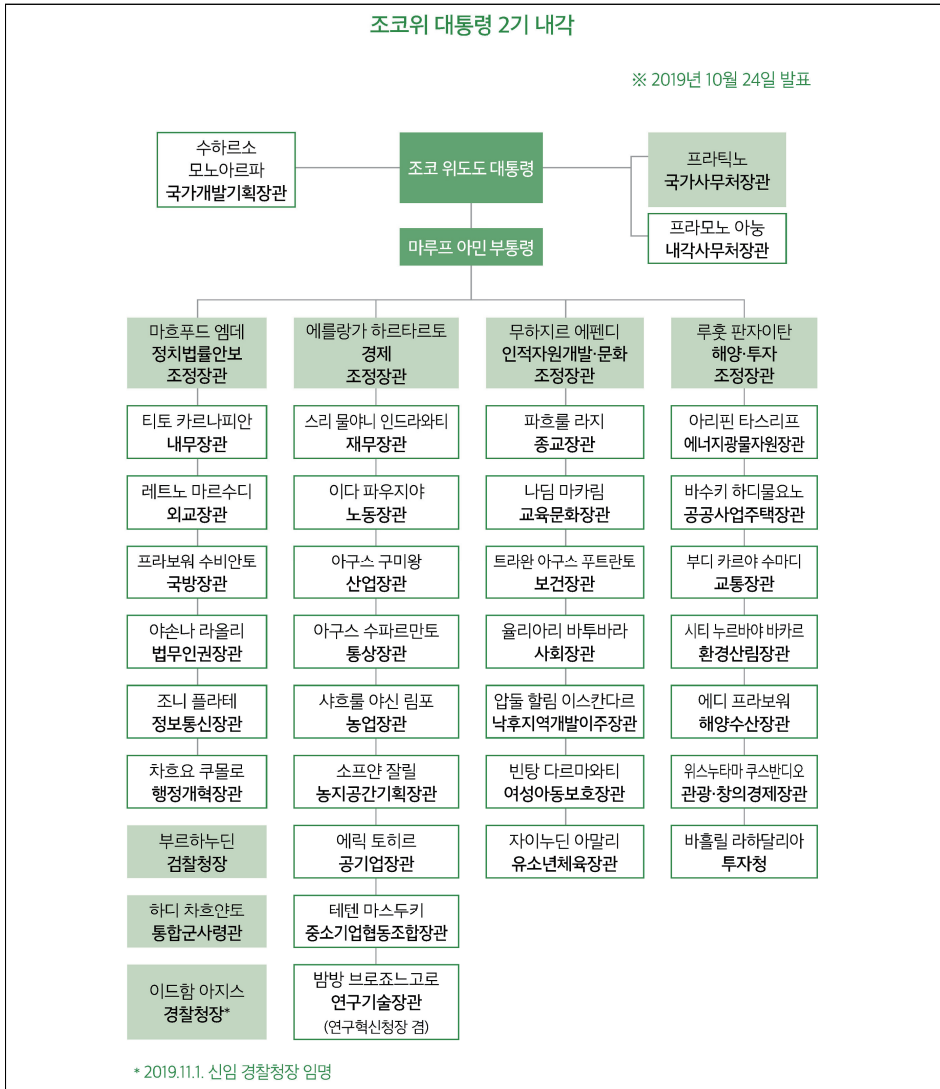 조코위 대통령 2기 내각
※ 2019년 10월 24일 발표
수하르소
모노아르파
국가개발기획장관
조코 위도도 대통령
프라틱노
국가사무처장관
프라모노 아눙
내각사무처장관
마루프 아민 부통령
마흐푸드 엠데
정치법률안보
조정장관
티토 카르나피안
내무장관
레트노 마르수디
외교장관
프라보워 수비안토
국방장관
야손나 라올리
법무인권장관
조니 플라테
정보통신장관
차흐요 쿠몰로
행정개혁장관
부르하누딘
검찰청장
하디 차흐얀토
통합군사령관
이드함 아지스
경찰청장*
에를랑가 하르타르토
경제
조정장관
스리 물야니 인드라와티
재무장관
이다 파우지야
노동장관
아구스 구미왕
산업장관
아구스 수파르만토
통상장관
샤흐룰 야신 림포
농업장관
소프얀 잘릴
농지공간기획장관
에릭 토히르
공기업장관
테텐 마스두키
중소기업협동조합장관
밤방 브로죠느고로
연구기술장관
(연구혁신청장 겸)
무하지르 에펜디
인적자원개발·문화
조정장관
파흐룰 라지
종교장관
나딤 마카림
교육문화장관
트라완 아구스 푸트란토
보건장관
율리아리 바투바라
사회장관
압둘 할림 이스칸다르
낙후지역개발이주장관
빈탕 다르마와티
여성아동보호장관
자이누딘 아말리
유소년체육장관
루훗 판자이탄
해양·투자
조정장관
아리핀 타스리프
에너지광물자원장관
바수키 하디물요노
공공사업주택장관
부디 카르야 수마디
교통장관
시티 누르바야 바카르
환경산림장관
에디 프라보워
해양수산장관
위스누타마 쿠스반디오
관광·창의경제장관
바흘릴 라하달리아
투자청
* 2019.11.1. 신임 경찰청장 임명